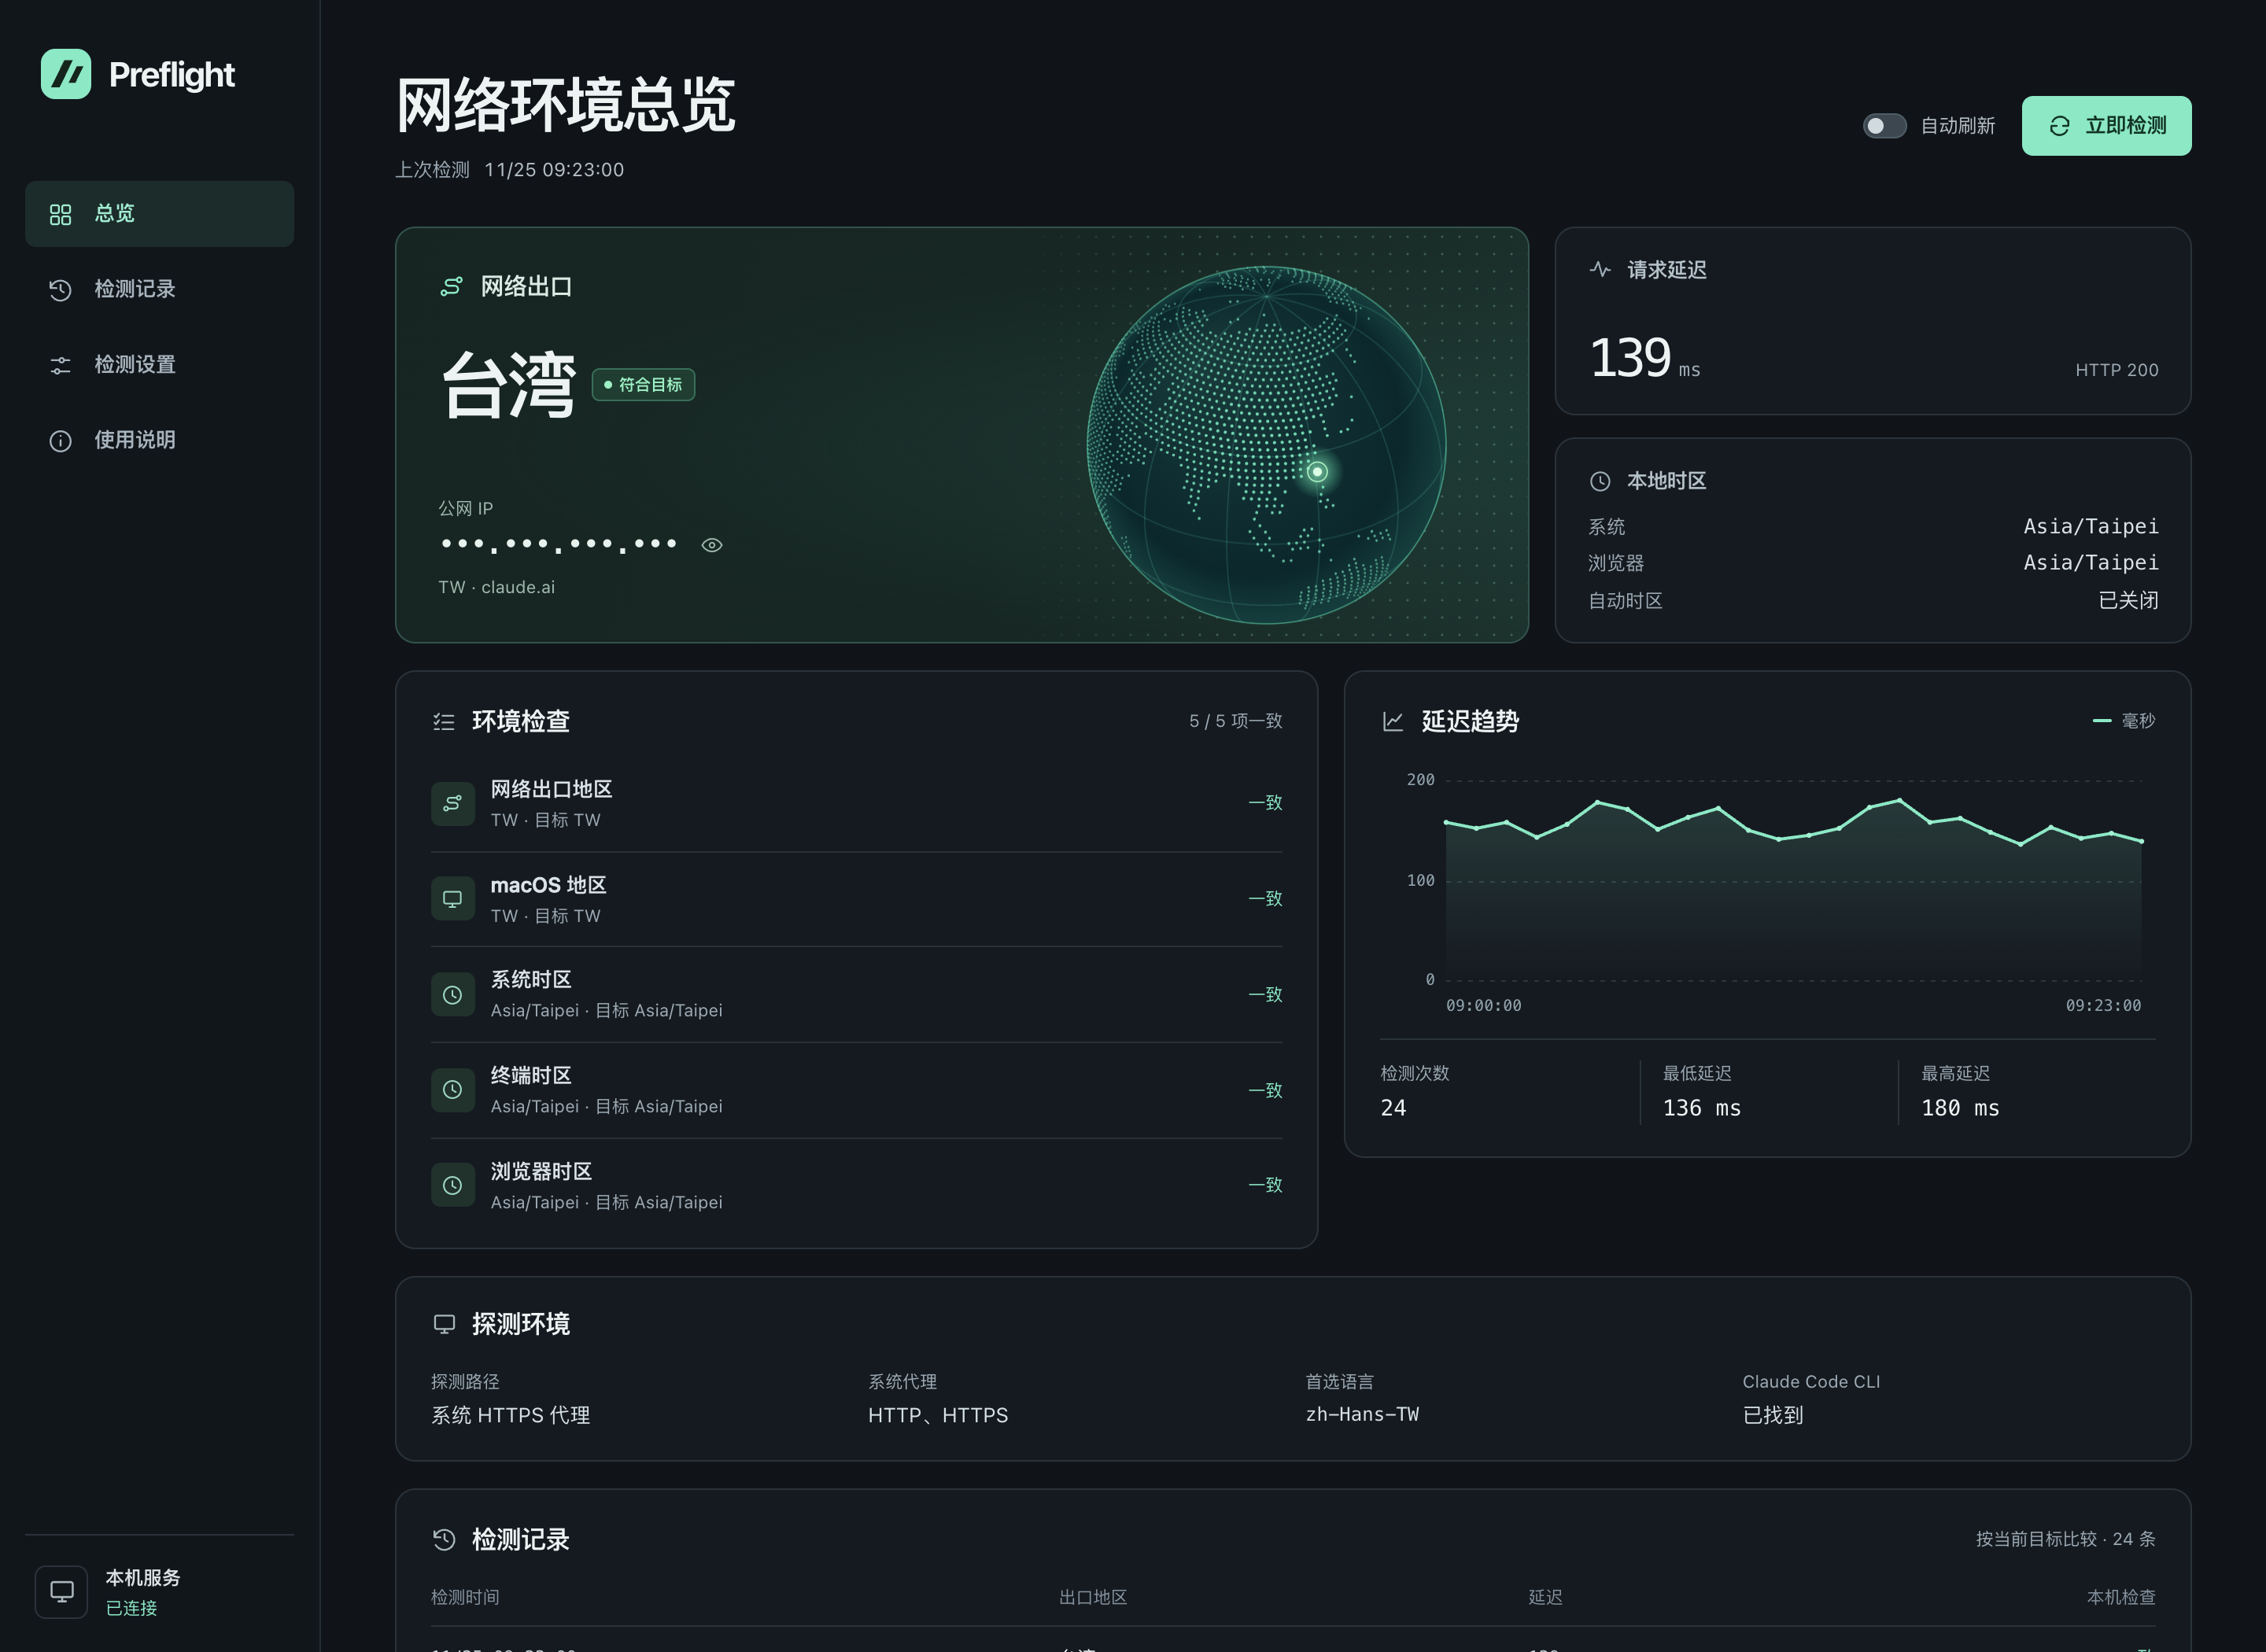 Preflight
总览
检测记录
检测设置
使用说明
本机服务
已连接
网络环境总览
上次检测 11/25 09:23:00
自动刷新
立即检测
网络出口
台湾
符合目标
公网 IP
•••.•••.•••.•••
TW · claude.ai
请求延迟
139 ms
HTTP 200
本地时区
系统 Asia/Taipei
浏览器 Asia/Taipei
自动时区 已关闭
环境检查
5 / 5 项一致
网络出口地区
TW · 目标 TW
一致
macOS 地区
TW · 目标 TW
一致
系统时区
Asia/Taipei · 目标 Asia/Taipei
一致
终端时区
Asia/Taipei · 目标 Asia/Taipei
一致
浏览器时区
Asia/Taipei · 目标 Asia/Taipei
一致
延迟趋势
毫秒
200
100
0
09:00:00 09:23:00
检测次数 最低延迟 最高延迟
24 136 ms 180 ms
探测环境
探测路径 系统代理 首选语言 Claude Code CLI
系统 HTTPS 代理 HTTP、HTTPS zh-Hans-TW 已找到
检测记录
按当前目标比较 · 24 条
检测时间 出口地区 延迟 本机检查